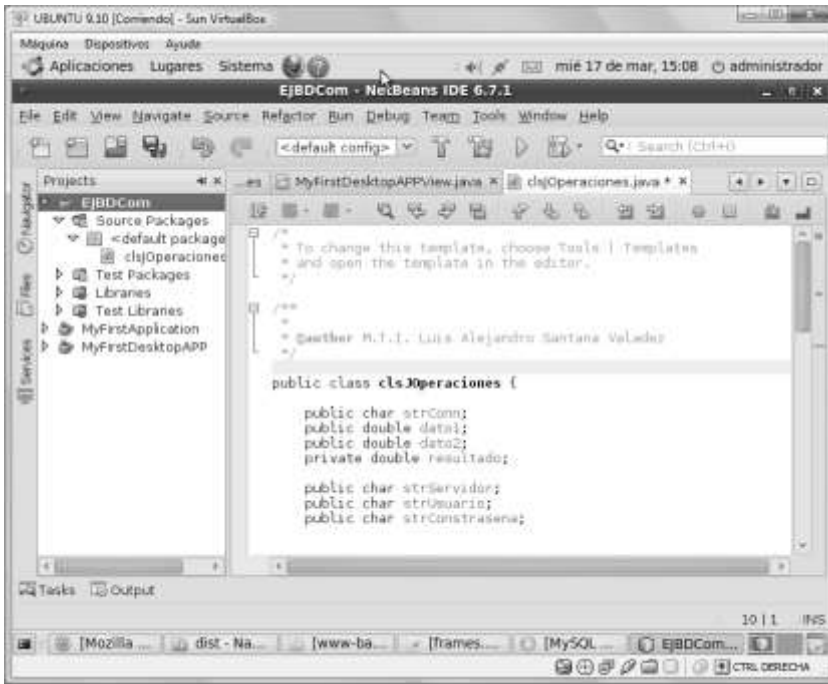 UBUNTU 9.10 [Corriendo] - Sun VirtualBox
Máquina Dispositivos Ayuda
Aplicaciones Lugares Sistema mié 17 de mar, 15:08 administrador
EJBDCom - NetBeans IDE 6.7.1
File Edit View Navigate Source Refactor Run Debug Team Tools Window Help
<default config> Search (Ctrl+I)
Projects ...es MyFirstDesktopAPPView.java clsJOperaciones.java *
Navigator
Files
Services
EJBDCom
Source Packages
<default package
clsJOperaciones
Test Packages
Libraries
Test Libraries
MyFirstApplication
MyFirstDesktopAPP
/*
* To change this template, choose Tools | Templates
* and open the template in the editor.
*/
/**
*
* @author M.T.I. Luis Alejandro Santana Valadez
*/
public class clsJOperaciones {
public char strConn;
public double dato1;
public double dato2;
private double resultado;
public char strServidor;
public char strUsuario;
public char strConstrasena;
Tasks Output
10|1 INS
[Mozilla ... dist - Na... [www-ba... [frames.... [MySQL ... EJBDCom...
CTRL DERECHA